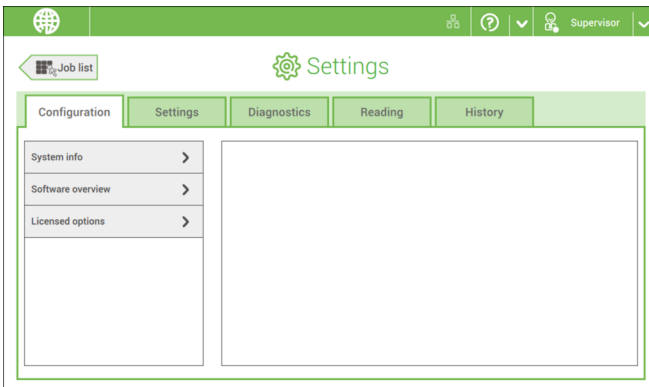 Supervisor
Job list
Settings
Configuration
Settings
Diagnostics
Reading
History
System info
Software overview
Licensed options